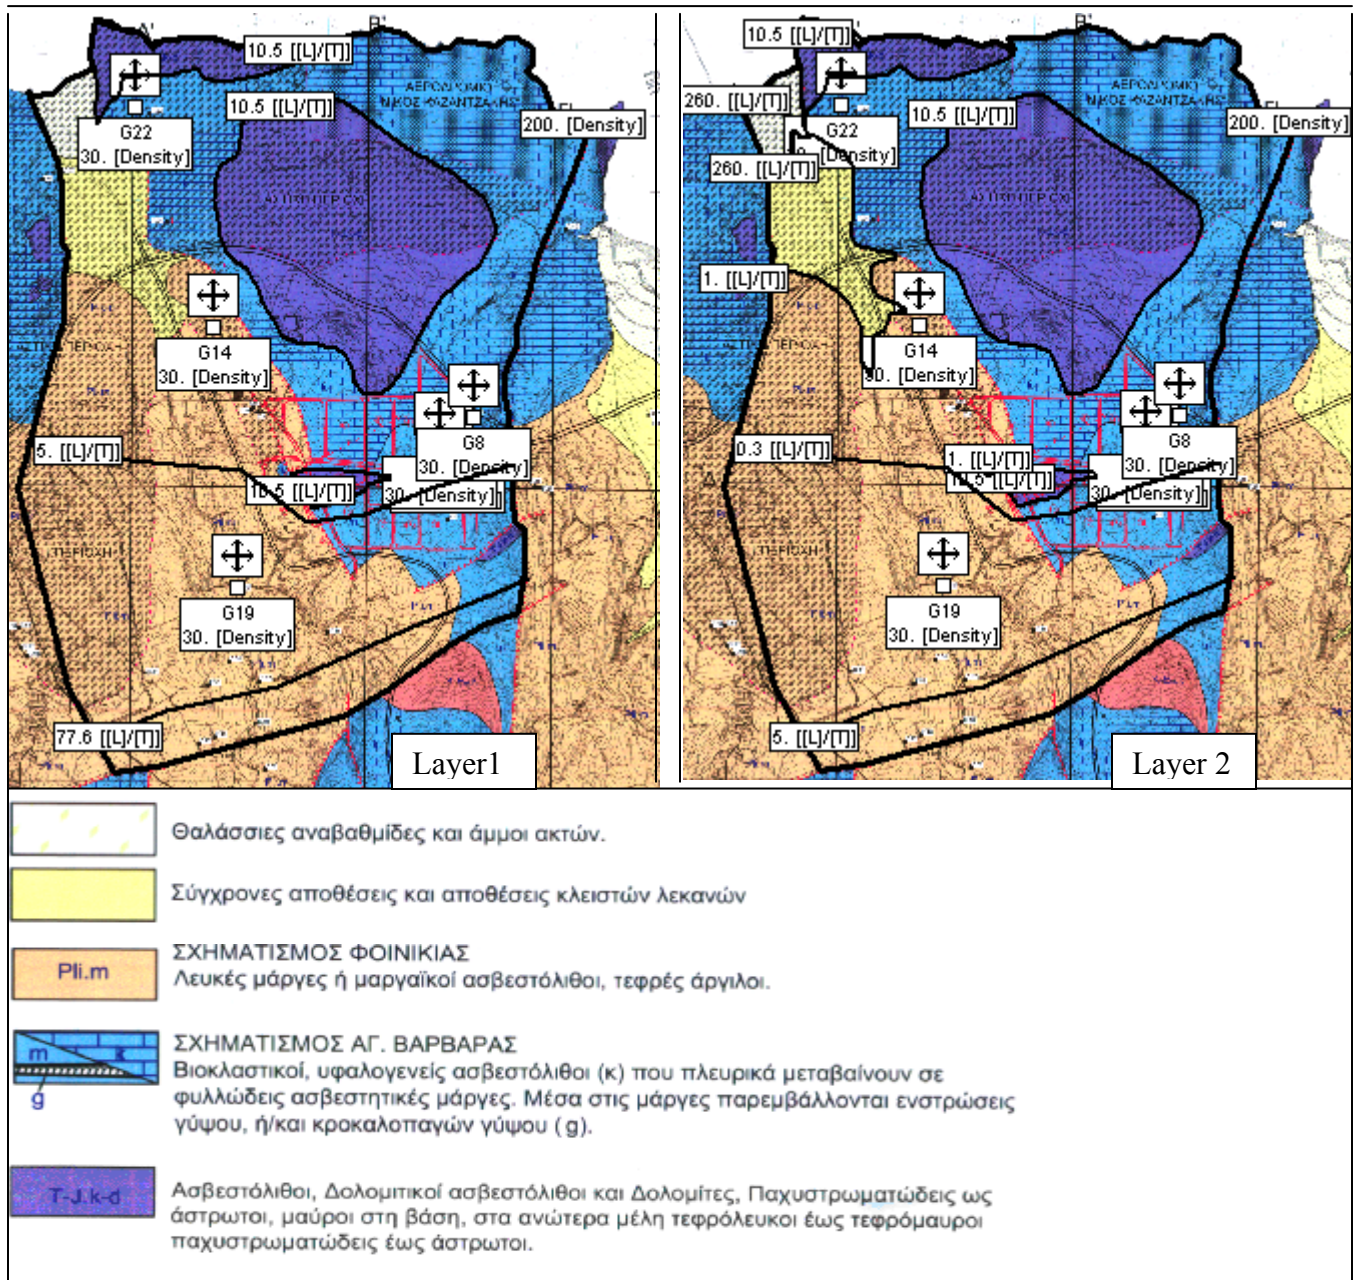 10.5 [[L]/[T]]
G22
30. [Density]
10.5 [[L]/[T]]
ΑΕΡΟΔΡΟΜΙΟ
200. [Density]
G14
30. [Density]
G8
30. [Density]
5. [[L]/[T]]
10.5 [[L]/[T]]
30. [Density]
G19
30. [Density]
77.6 [[L]/[T]]
Layer1
B'
10.5 [[L]/[T]]
260. [[L]/[T]]
G22
10.5 [[L]/[T]]
ΑΕΡΟΔΡΟΜΙΟ
200. [Density]
260. [[L]/[T]]
1. [[L]/[T]]
G14
30. [Density]
G8
30. [Density]
0.3 [[L]/[T]]
1. [[L]/[T]]
10.5 [[L]/[T]]
30. [Density]
G19
30. [Density]
5. [[L]/[T]]
Layer 2
Θαλάσσιες αναβαθμίδες και άμμοι ακτών.
Σύγχρονες αποθέσεις και αποθέσεις κλειστών λεκανών
Pli.m
ΣΧΗΜΑΤΙΣΜΟΣ ΦΟΙΝΙΚΙΑΣ
Λευκές μάργες ή μαργαϊκοί ασβεστόλιθοι, τεφρές άργιλοι.
m k
g
ΣΧΗΜΑΤΙΣΜΟΣ ΑΓ. ΒΑΡΒΑΡΑΣ
Βιοκλαστικοί, υφαλογενείς ασβεστόλιθοι (κ) που πλευρικά μεταβαίνουν σε
φυλλώδεις ασβεστητικές μάργες. Μέσα στις μάργες παρεμβάλλονται ενστρώσεις
γύψου, ή/και κροκαλοπαγών γύψου (g).
T-J.k-d
Ασβεστόλιθοι, Δολομιτικοί ασβεστόλιθοι και Δολομίτες, Παχυστρωματώδεις ως
άστρωτοι, μαύροι στη βάση, στα ανώτερα μέλη τεφρόλευκοι έως τεφρόμαυροι
παχυστρωματώδεις έως άστρωτοι.